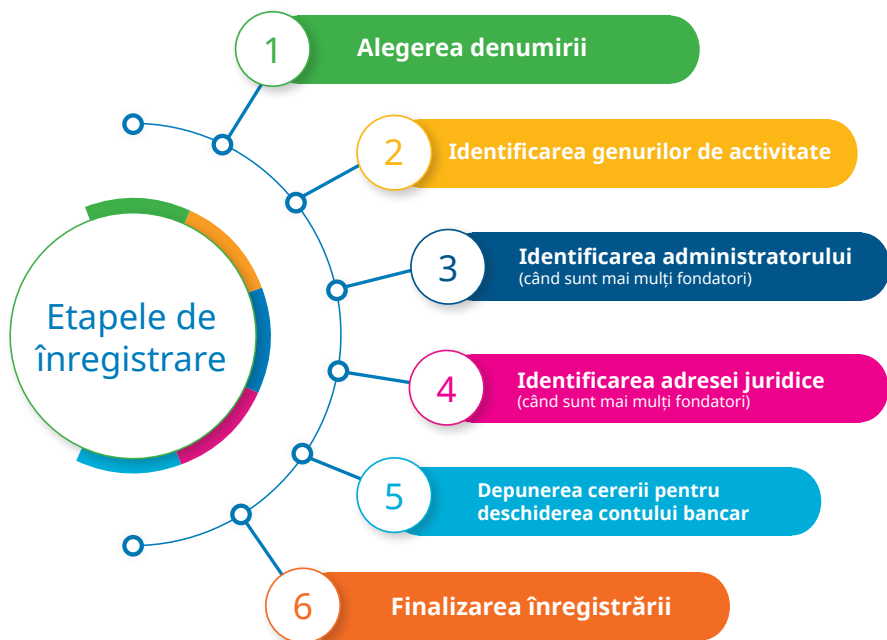 Etapele de
înregistrare
1
Alegerea denumirii
2
Identificarea genurilor de activitate
3
Identificarea administratorului
(când sunt mai mulți fondatori)
4
Identificarea adresei juridice
(când sunt mai mulți fondatori)
5
Depunerea cererii pentru
deschiderea contului bancar
6
Finalizarea înregistrării